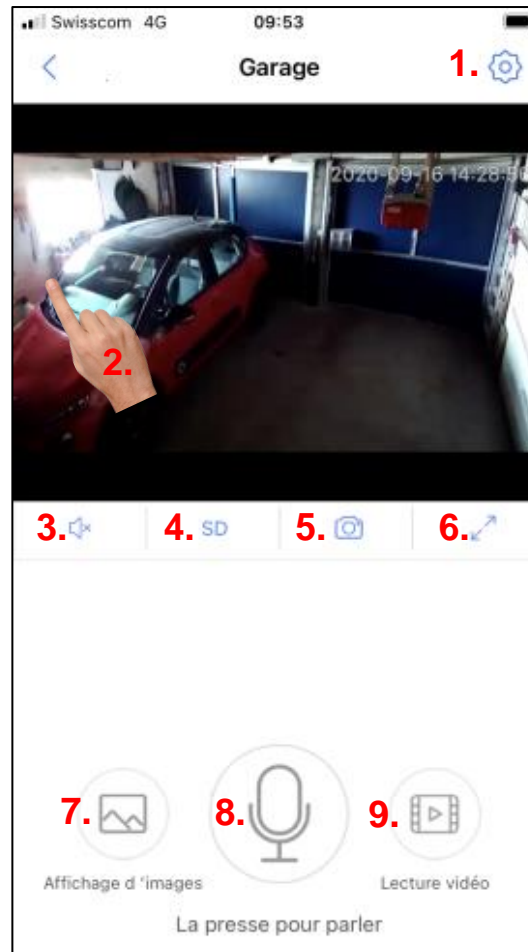 Swisscom 4G 09:53
Garage 1.
2020-09-16 14:28:50
2.
3. 4. SD 5. 6.
7. 8. 9.
Affichage d 'images Lecture vidéo
La presse pour parler